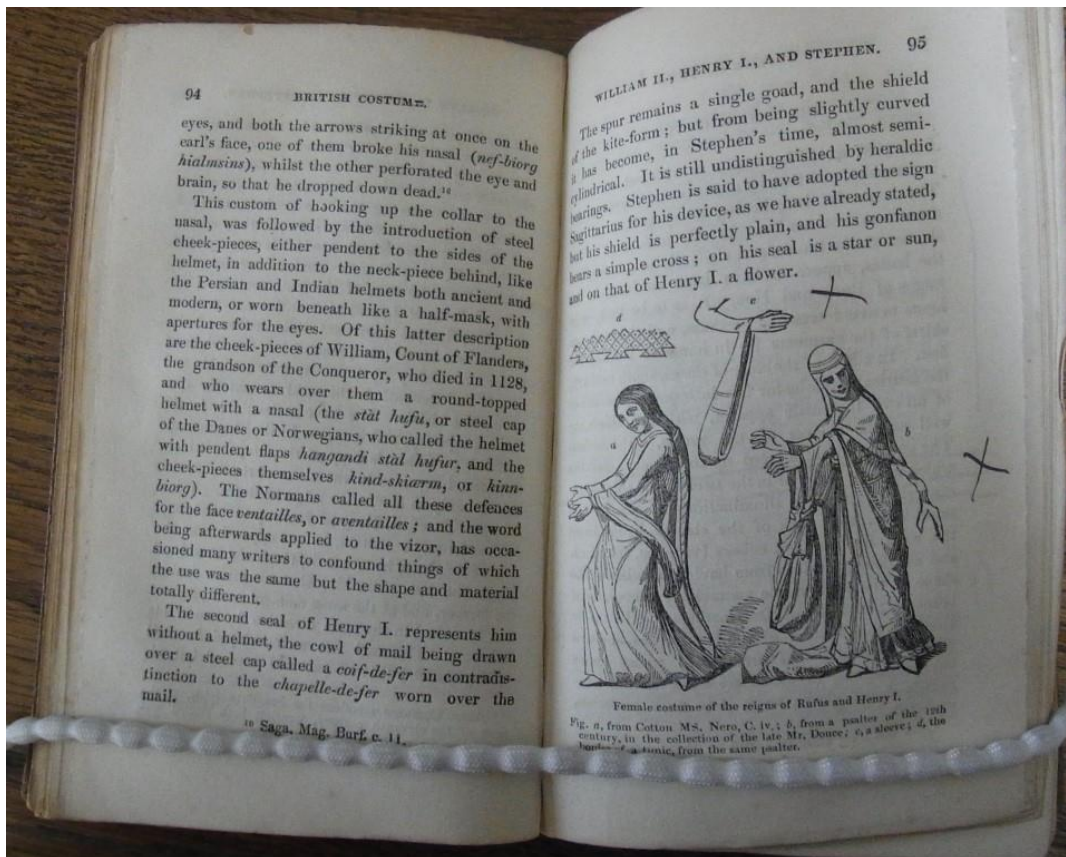 94 BRITISH COSTUME.
eyes, and both the arrows striking at once on the
earl's face, one of them broke his nasal (nef-biorg
hialmsins), whilst the other perforated the eye and
brain, so that he dropped down dead.¹⁰
This custom of hooking up the collar to the
nasal, was followed by the introduction of steel
cheek-pieces, either pendent to the sides of the
helmet, in addition to the neck-piece behind, like
the Persian and Indian helmets both ancient and
modern, or worn beneath like a half-mask, with
apertures for the eyes. Of this latter description
are the cheek-pieces of William, Count of Flanders,
the grandson of the Conqueror, who died in 1128,
and who wears over them a round-topped
helmet with a nasal (the stàl hufu, or steel cap
of the Danes or Norwegians, who called the helmet
with pendent flaps hangandi stàl hufur, and the
cheek-pieces themselves kind-skiærm, or kinn-
biorg). The Normans called all these defences
for the face ventailles, or aventailles; and the word
being afterwards applied to the vizor, has occa-
sioned many writers to confound things of which
the use was the same but the shape and material
totally different.
The second seal of Henry I. represents him
without a helmet, the cowl of mail being drawn
over a steel cap called a coif-de-fer in contradis-
tinction to the chapelle-de-fer worn over the
mail.
¹⁰ Saga. Mag. Burf. c. 11.
WILLIAM II., HENRY I., AND STEPHEN. 95
The spur remains a single goad, and the shield
of the kite-form; but from being slightly curved
it has become, in Stephen's time, almost semi-
cylindrical. It is still undistinguished by heraldic
bearings. Stephen is said to have adopted the sign
Sagittarius for his device, as we have already stated,
but his shield is perfectly plain, and his gonfanon
bears a simple cross; on his seal is a star or sun,
and on that of Henry I. a flower.
d
c
a
b
Female costume of the reigns of Rufus and Henry I.
Fig. a, from Cotton MS. Nero, C. iv.; b, from a psalter of the 12th
century, in the collection of the late Mr. Douce; c, a sleeve; d, the
border of a tunic, from the same psalter.